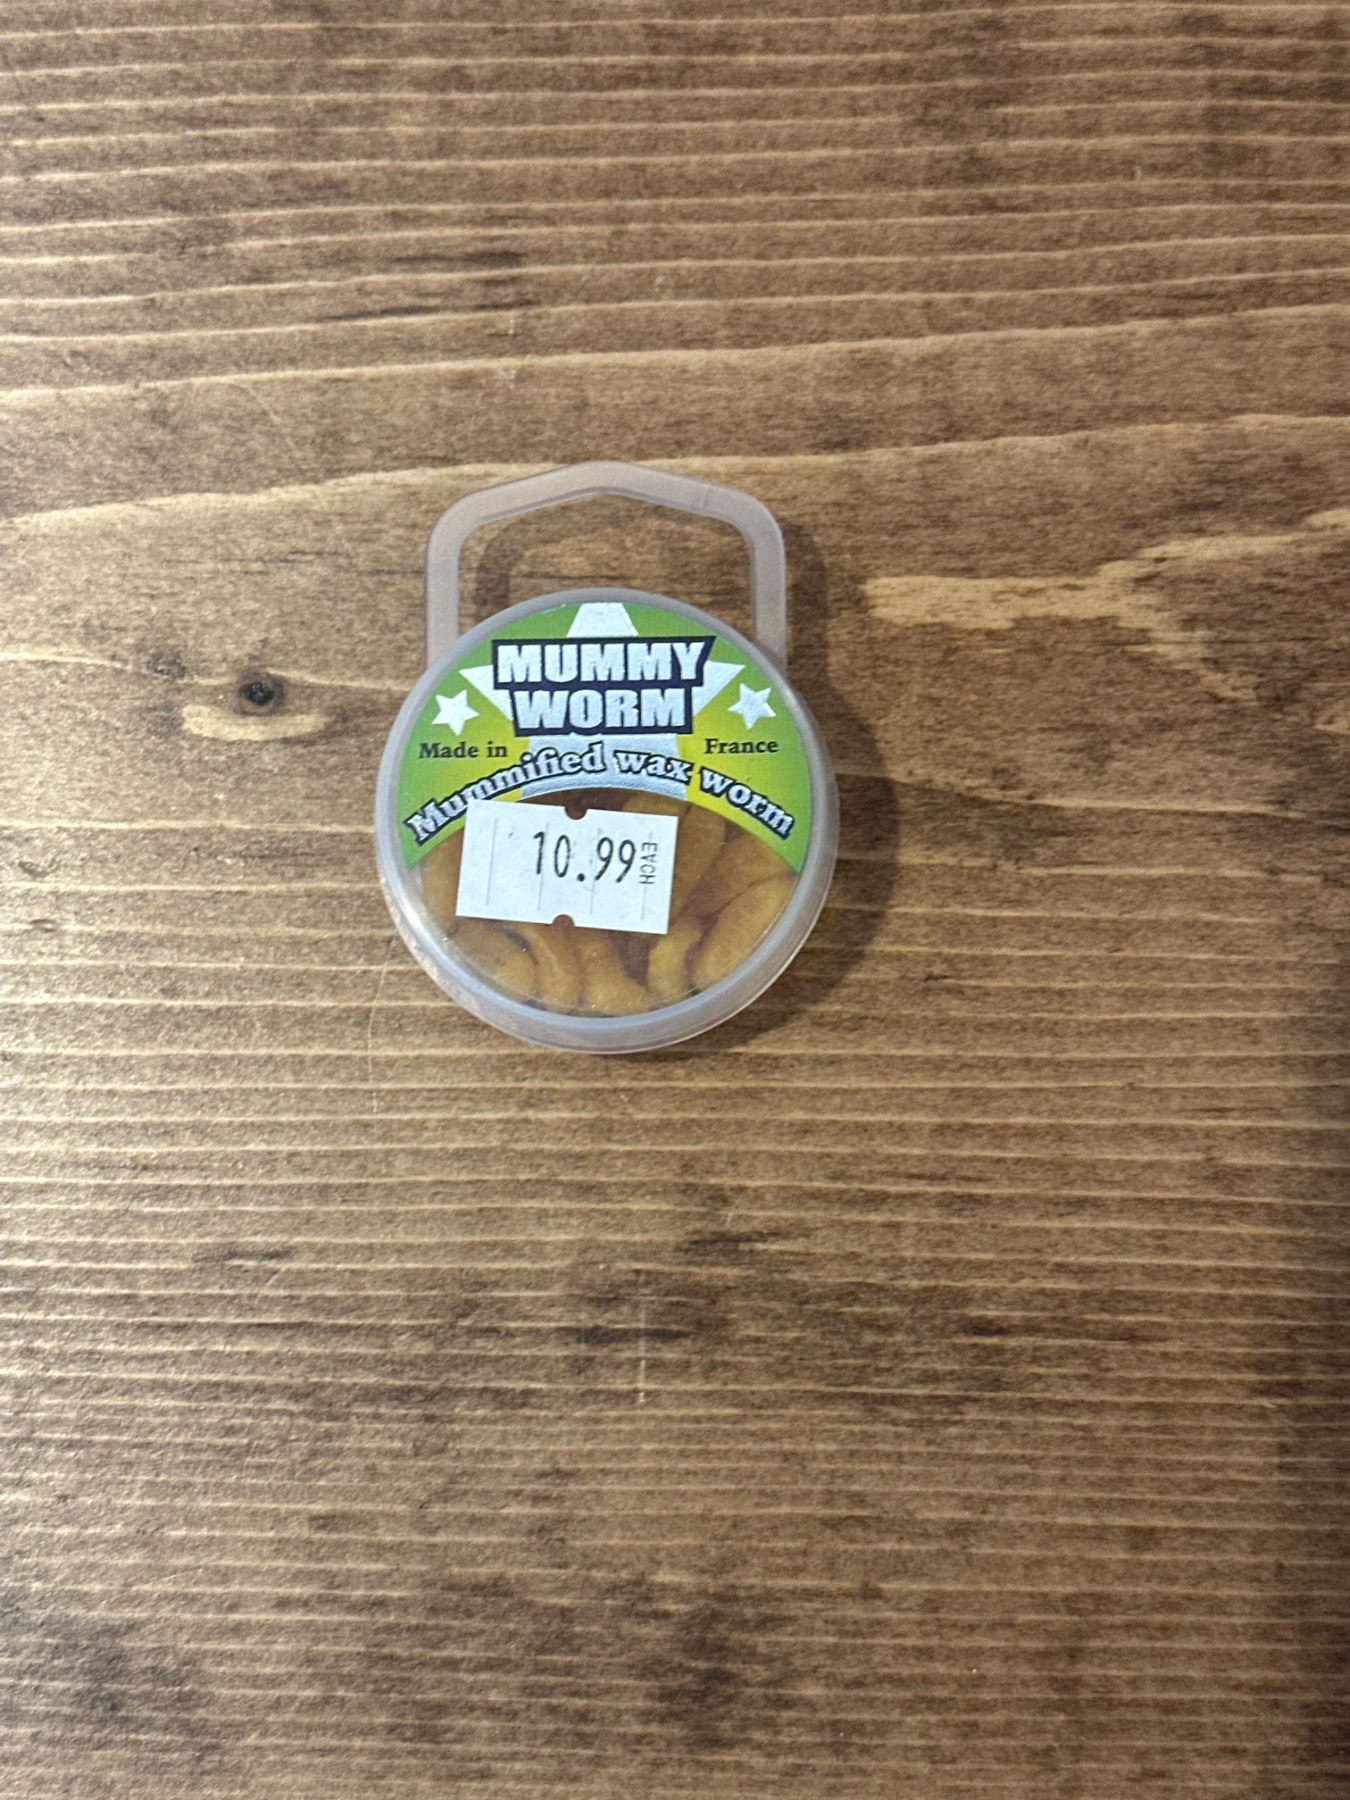 MUMMY
WORM
Made in France
Mummified wax worm
10.99 EACH